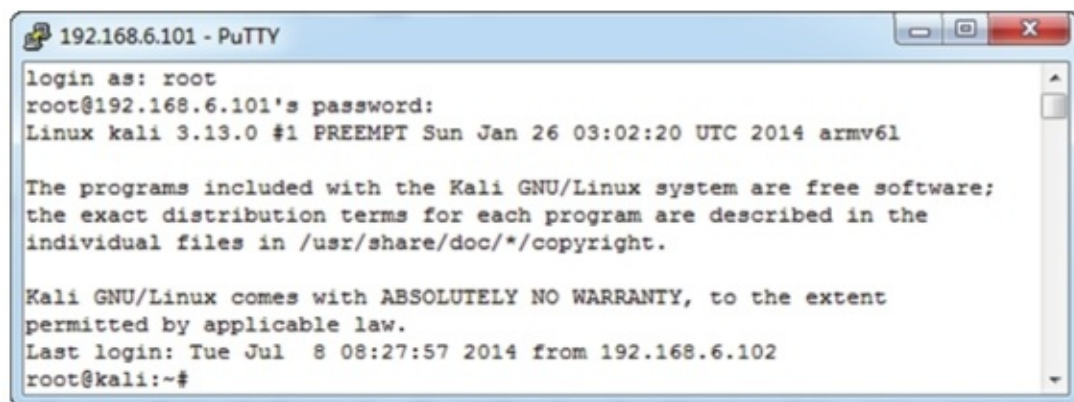 192.168.6.101 - PuTTY
login as: root
root@192.168.6.101's password:
Linux kali 3.13.0 #1 PREEMPT Sun Jan 26 03:02:20 UTC 2014 armv6l
The programs included with the Kali GNU/Linux system are free software;
the exact distribution terms for each program are described in the
individual files in /usr/share/doc/*/copyright.
Kali GNU/Linux comes with ABSOLUTELY NO WARRANTY, to the extent
permitted by applicable law.
Last login: Tue Jul  8 08:27:57 2014 from 192.168.6.102
root@kali:~#